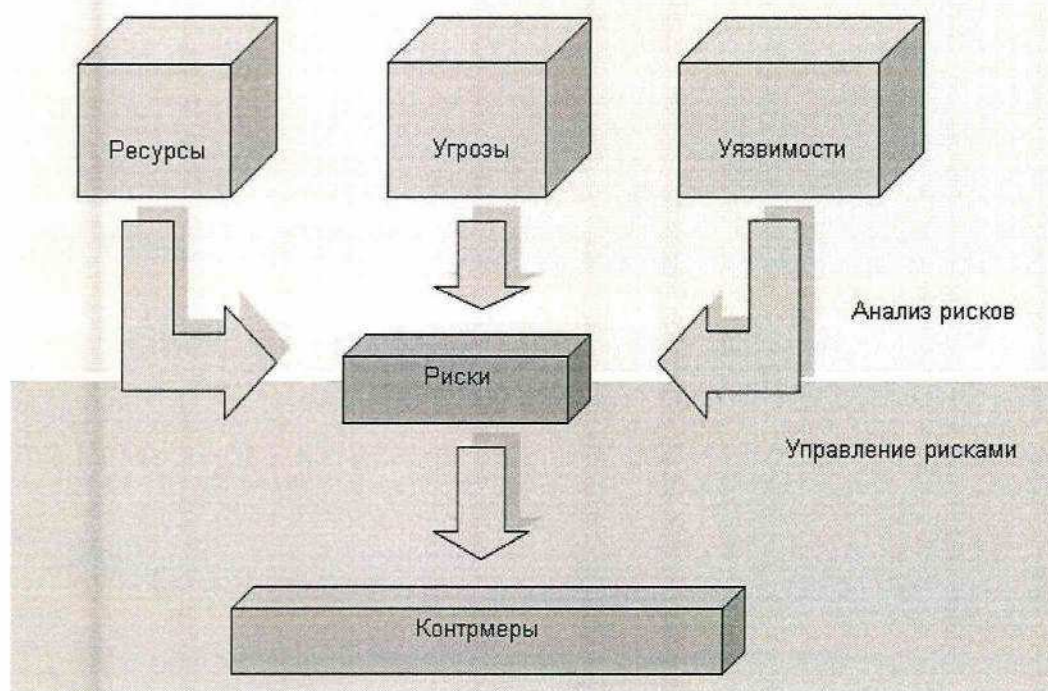 Ресурсы
Угрозы
Уязвимости
Анализ рисков
Риски
Управление рисками
Контрмеры